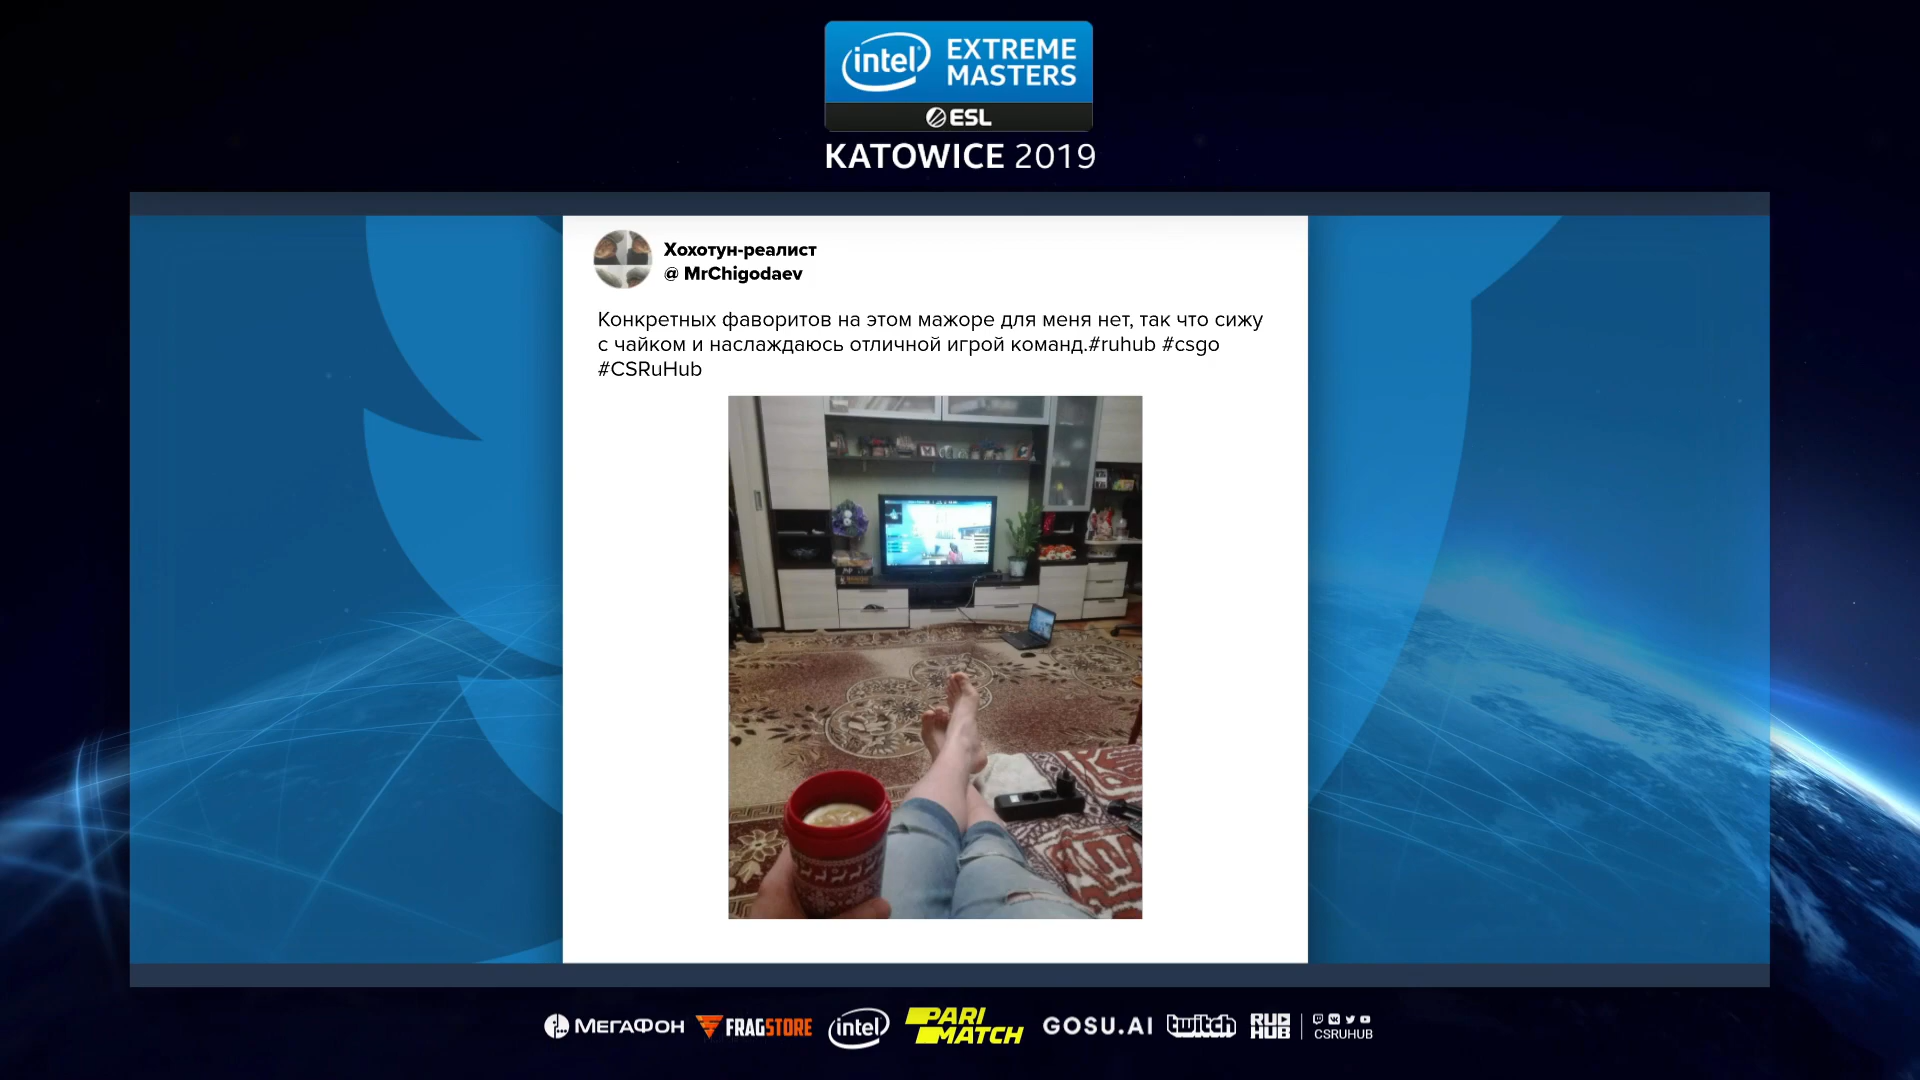 intel EXTREME
MASTERS
ESL
KATOWICE 2019
Хохотун-реалист
@ MrChigodaev
Конкретных фаворитов на этом мажоре для меня нет, так что сижу
с чайком и наслаждаюсь отличной игрой команд.#ruhub #csgo
#CSRuHub
МЕГАФОН FRAGSTORE intel PARI MATCH GOSU.AI twitch RU HUB CSRUHUB